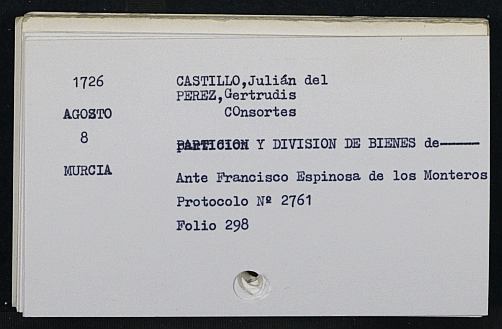 1726 CASTILLO,Julián del
PEREZ,Gertrudis
AGOSTO COnsortes
8 PARTICION Y DIVISION DE BIENES de-----
MURCIA Ante Francisco Espinosa de los Monteros
Protocolo Nº 2761
Folio 298